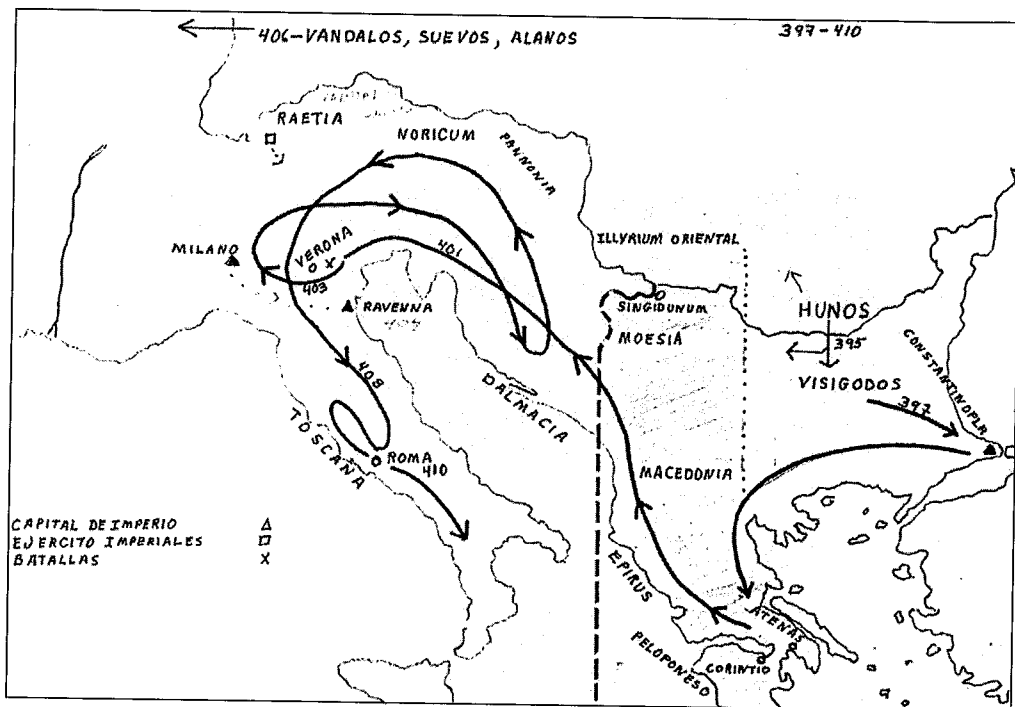 406-VANDALOS, SUEVOS, ALANOS
397-410
RAETIA
NORICUM
PANNONIA
MILANO
VERONA
403
401
RAVENNA
ILLYRIUM ORIENTAL
SINGIDUNUM
MOESIA
HUNOS
395
VISIGODOS
397
CONSTANTINOPLA
408
DALMACIA
TOSCAÑA
ROMA
410
MACEDONIA
EPIRUS
ATENAS
PELOPONESO
CORINTIO
CAPITAL DE IMPERIO
EJERCITO IMPERIALES
BATALLAS X